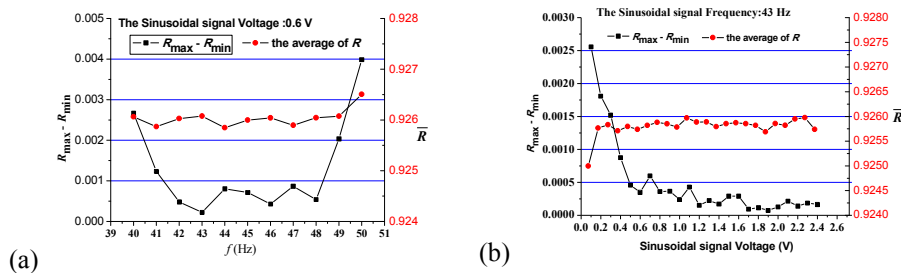 The Sinusoidal signal Voltage :0.6 V
Rmax - Rmin
the average of R
0.005
0.004
0.003
0.002
0.001
0.000
Rmax - Rmin
0.928
0.927
0.926
0.925
0.924
R
39 40 41 42 43 44 45 46 47 48 49 50 51
f (Hz)
(a)
The Sinusoidal signal Frequency:43 Hz
Rmax - Rmin
the average of R
0.0030
0.0025
0.0020
0.0015
0.0010
0.0005
0.0000
Rmax - Rmin
0.9280
0.9275
0.9270
0.9265
0.9260
0.9255
0.9250
0.9245
0.9240
R
0.0 0.2 0.4 0.6 0.8 1.0 1.2 1.4 1.6 1.8 2.0 2.2 2.4 2.6
Sinusoidal signal Voltage (V)
(b)